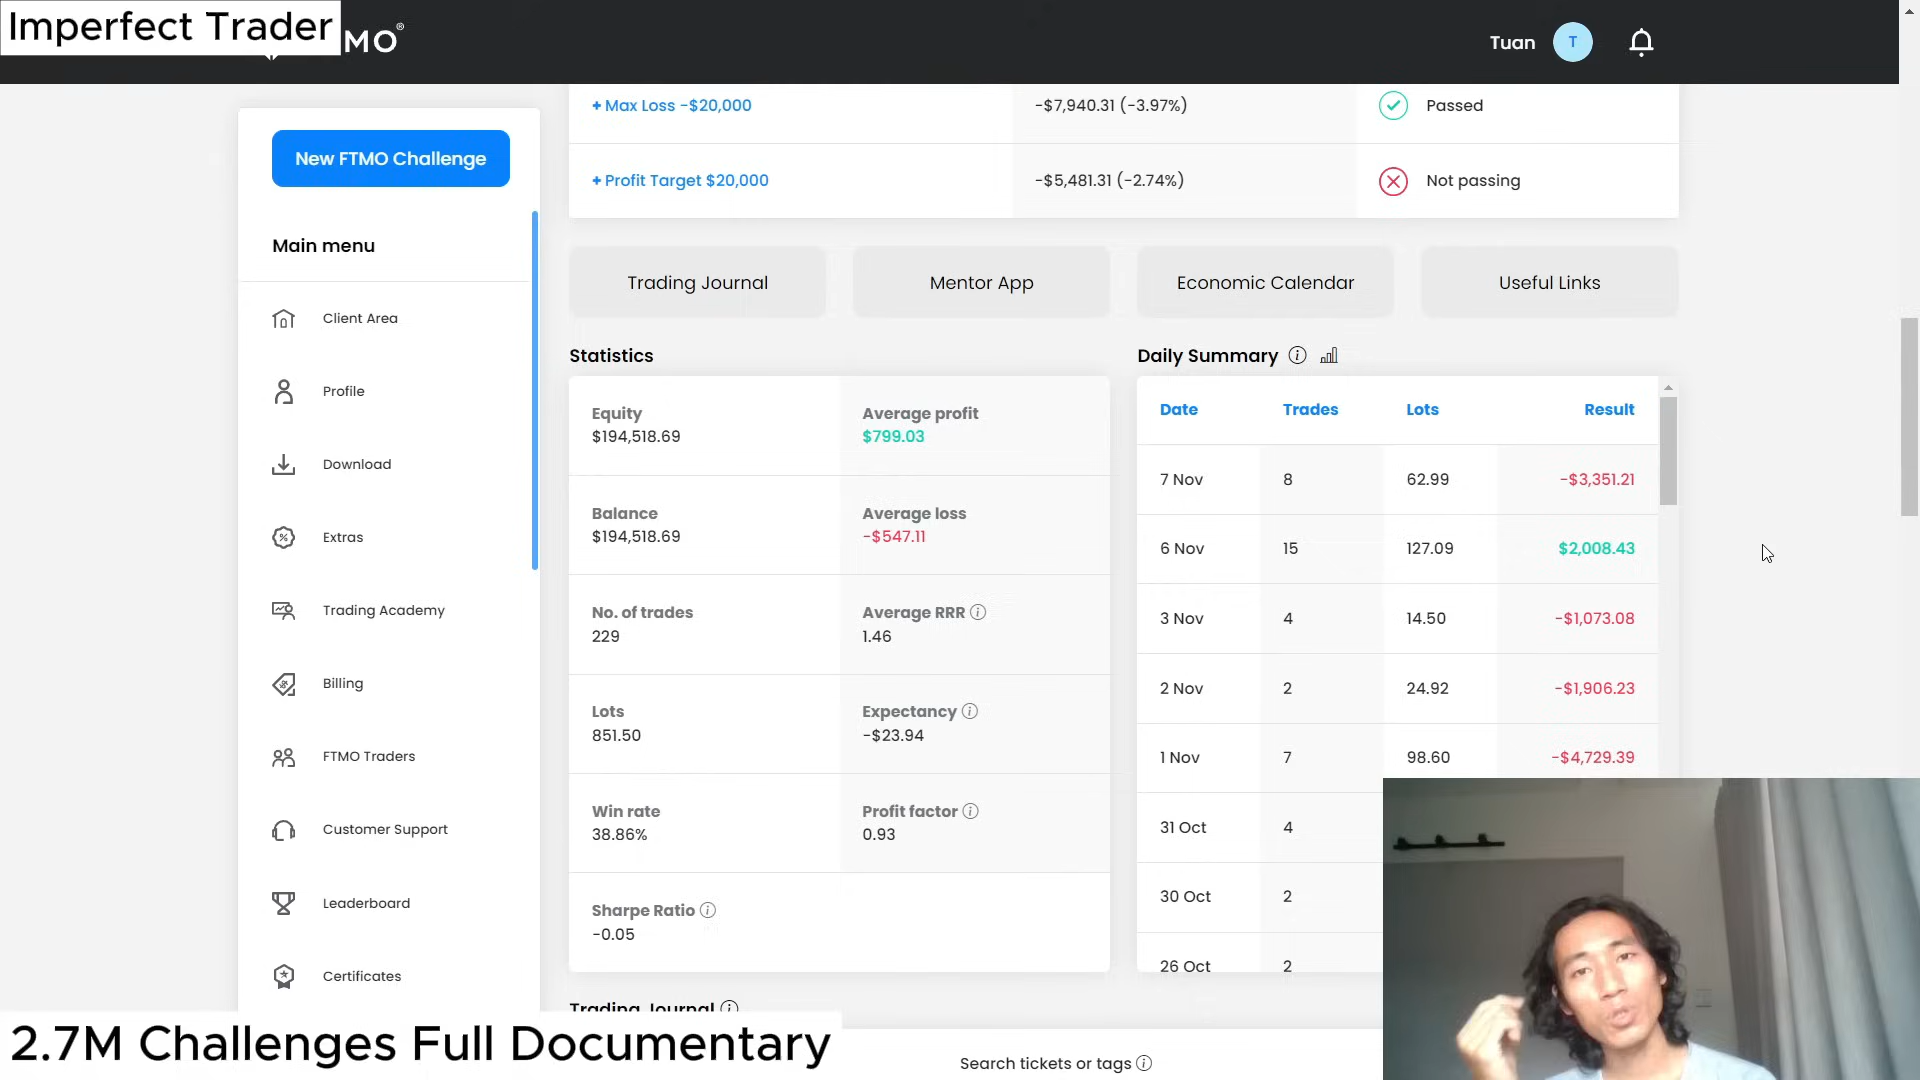 Imperfect Trader
MO®
Tuan
T
New FTMO Challenge
Main menu
Client Area
Profile
Download
Extras
Trading Academy
Billing
FTMO Traders
Customer Support
Leaderboard
Certificates
+ Max Loss -$20,000
-$7,940.31 (-3.97%)
Passed
+ Profit Target $20,000
-$5,481.31 (-2.74%)
Not passing
Trading Journal
Mentor App
Economic Calendar
Useful Links
Statistics
Equity
$194,518.69
Average profit
$799.03
Balance
$194,518.69
Average loss
-$547.11
No. of trades
229
Average RRR
1.46
Lots
851.50
Expectancy
-$23.94
Win rate
38.86%
Profit factor
0.93
Sharpe Ratio
-0.05
Daily Summary
Date Trades Lots Result
7 Nov 8 62.99 -$3,351.21
6 Nov 15 127.09 $2,008.43
3 Nov 4 14.50 -$1,073.08
2 Nov 2 24.92 -$1,906.23
1 Nov 7 98.60 -$4,729.39
31 Oct 4
30 Oct 2
26 Oct 2
Trading Journal
Search tickets or tags
2.7M Challenges Full Documentary